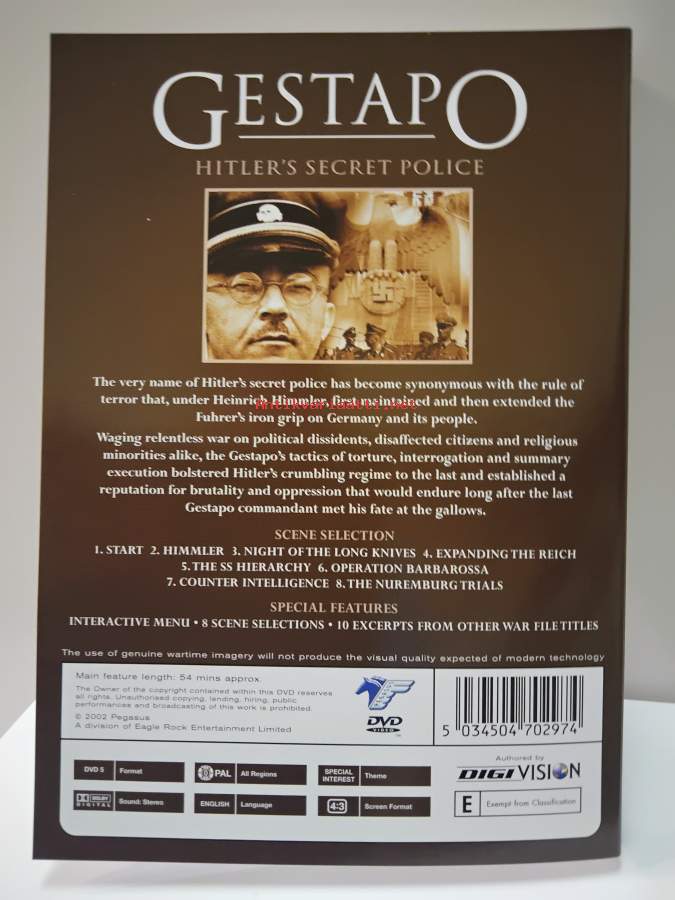 GESTAPO
HITLER'S SECRET POLICE
The very name of Hitler's secret police has become synonymous with the rule of
terror that, under Heinrich Himmler, first maintained and then extended the
Antikvariaatti.net
Fuhrer's iron grip on Germany and its people.
Waging relentless war on political dissidents, disaffected citizens and religious
minorities alike, the Gestapo's tactics of torture, interrogation and summary
execution bolstered Hitler's crumbling regime to the last and established a
reputation for brutality and oppression that would endure long after the last
Gestapo commandant met his fate at the gallows.
SCENE SELECTION
1. START 2. HIMMLER 3. NIGHT OF THE LONG KNIVES 4. EXPANDING THE REICH
5. THE SS HIERARCHY 6. OPERATION BARBAROSSA
7. COUNTER INTELLIGENCE 8. THE NUREMBURG TRIALS
SPECIAL FEATURES
INTERACTIVE MENU • 8 SCENE SELECTIONS • 10 EXCERPTS FROM OTHER WAR FILE TITLES
The use of genuine wartime imagery will not produce the visual quality expected of modern technology
Main feature length: 54 mins approx.
The Owner of the copyright contained within this DVD reserves
all rights. Unauthorised copying, lending, hiring, public
performances and broadcasting of this work is prohibited.
© 2002 Pegasus
A division of Eagle Rock Entertainment Limited
DVD
VIDEO
5 034504 702974
DVD 5 Format
PAL All Regions
SPECIAL INTEREST Theme
Authored by
DIGIVISION
DOLBY DIGITAL Sound: Stereo
ENGLISH Language
4:3 Screen Format
E Exempt from Classification